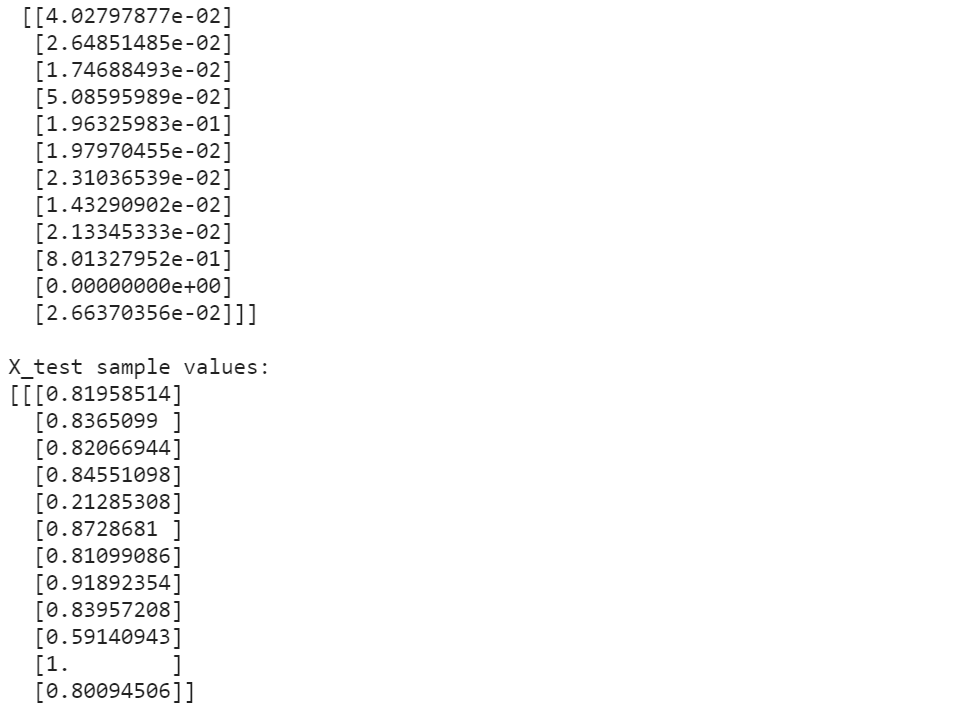 [[4.02797877e-02]
[2.64851485e-02]
[1.74688493e-02]
[5.08595989e-02]
[1.96325983e-01]
[1.97970455e-02]
[2.31036539e-02]
[1.43290902e-02]
[2.13345333e-02]
[8.01327952e-01]
[0.00000000e+00]
[2.66370356e-02]]]
X_test sample values:
[[[0.81958514]
[0.8365099 ]
[0.82066944]
[0.84551098]
[0.21285308]
[0.8728681 ]
[0.81099086]
[0.91892354]
[0.83957208]
[0.59140943]
[1.        ]
[0.80094506]]